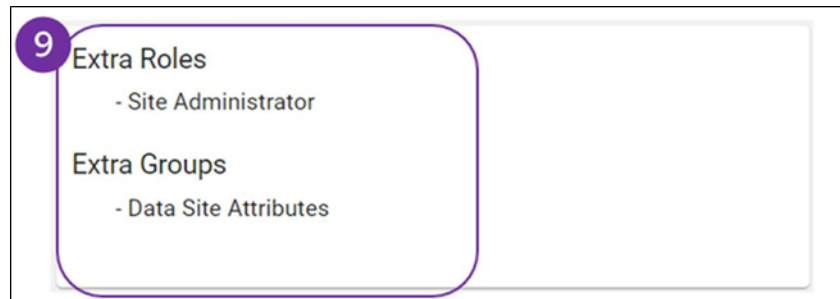 9
Extra Roles
- Site Administrator
Extra Groups
- Data Site Attributes